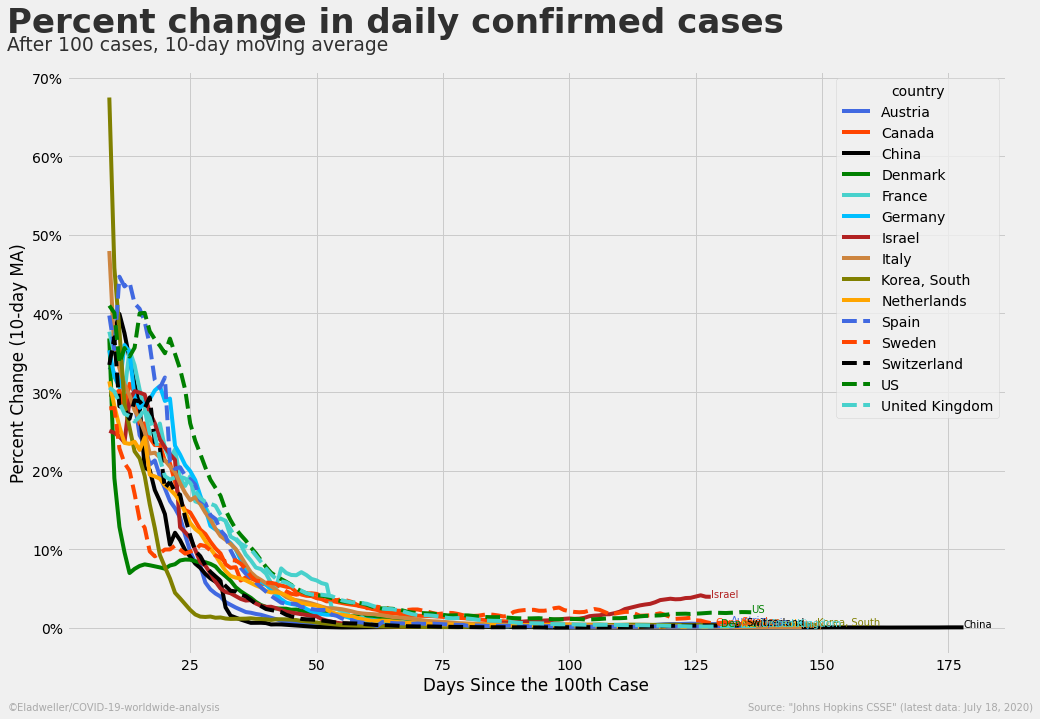 Percent change in daily confirmed cases
After 100 cases, 10-day moving average
70%
60%
50%
40%
30%
20%
10%
0%
Percent Change (10-day MA)
country
Austria
Canada
China
Denmark
France
Germany
Israel
Italy
Korea, South
Netherlands
Spain
Sweden
Switzerland
US
United Kingdom
Israel
US
Switzerland
Korea, South
China
25
50
75
100
125
150
175
Days Since the 100th Case
©Eladweller/COVID-19-worldwide-analysis
Source: "Johns Hopkins CSSE" (latest data: July 18, 2020)